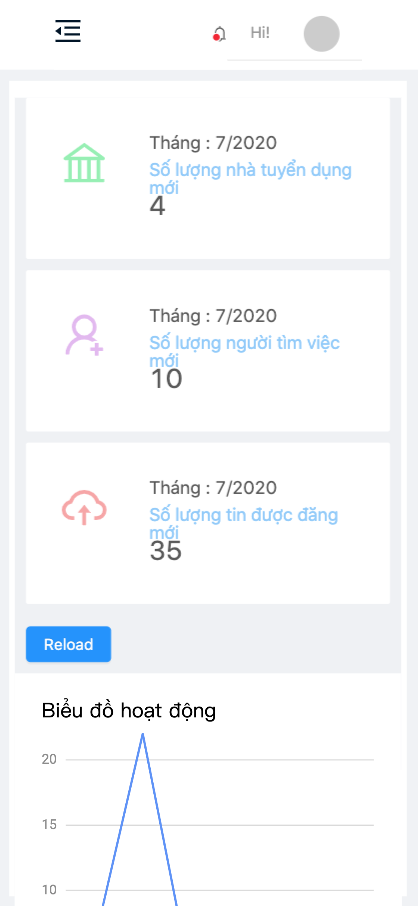 Hi!
Tháng : 7/2020
Số lượng nhà tuyển dụng
mới
4
Tháng : 7/2020
Số lượng người tìm việc
mới
10
Tháng : 7/2020
Số lượng tin được đăng
mới
35
Reload
Biểu đồ hoạt động
20
15
10